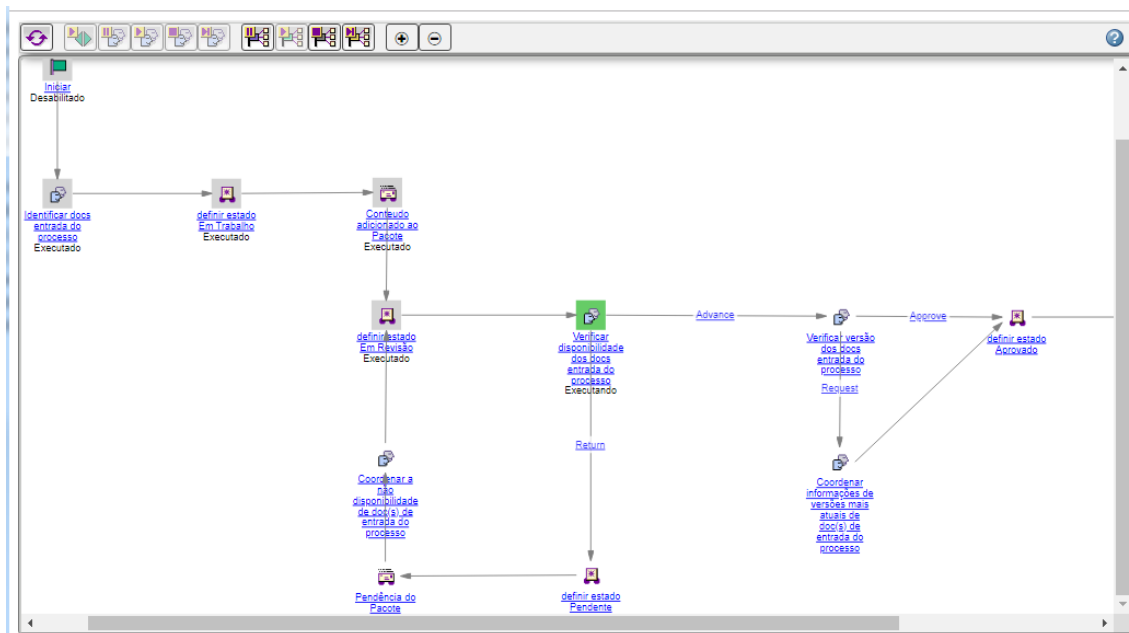 Iniciar
Desabilitado
Identificar docs
entrada do
processo
Executado
definir estado
Em Trabalho
Executado
Conteudo
adicionado ao
Pacote
Executado
definir estado
Em Revisão
Executado
Verificar
disponibilidade
dos docs
entrada do
processo
Executando
Advance
Verificar versão
dos docs
entrada do
processo
Approve
definir estado
Aprovado
Request
Return
Coordenar a
não
disponibilidade
de doc(s) de
entrada do
processo
Coordenar
informações de
versões mais
atuais de
doc(s) de
entrada do
processo
Pendência do
Pacote
definir estado
Pendente